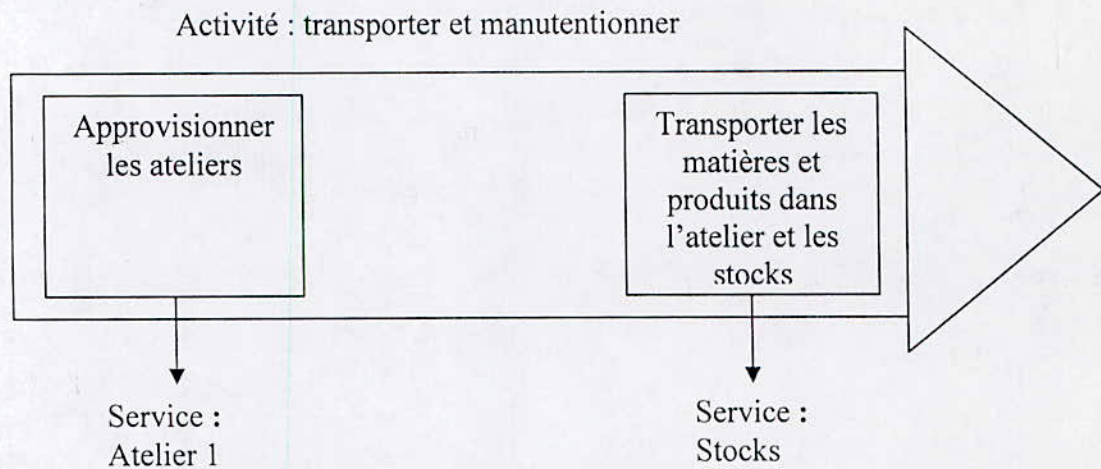 Activité : transporter et manutentionner
Approvisionner
les ateliers
Transporter les
matières et
produits dans
l'atelier et les
stocks
Service :
Atelier 1
Service :
Stocks